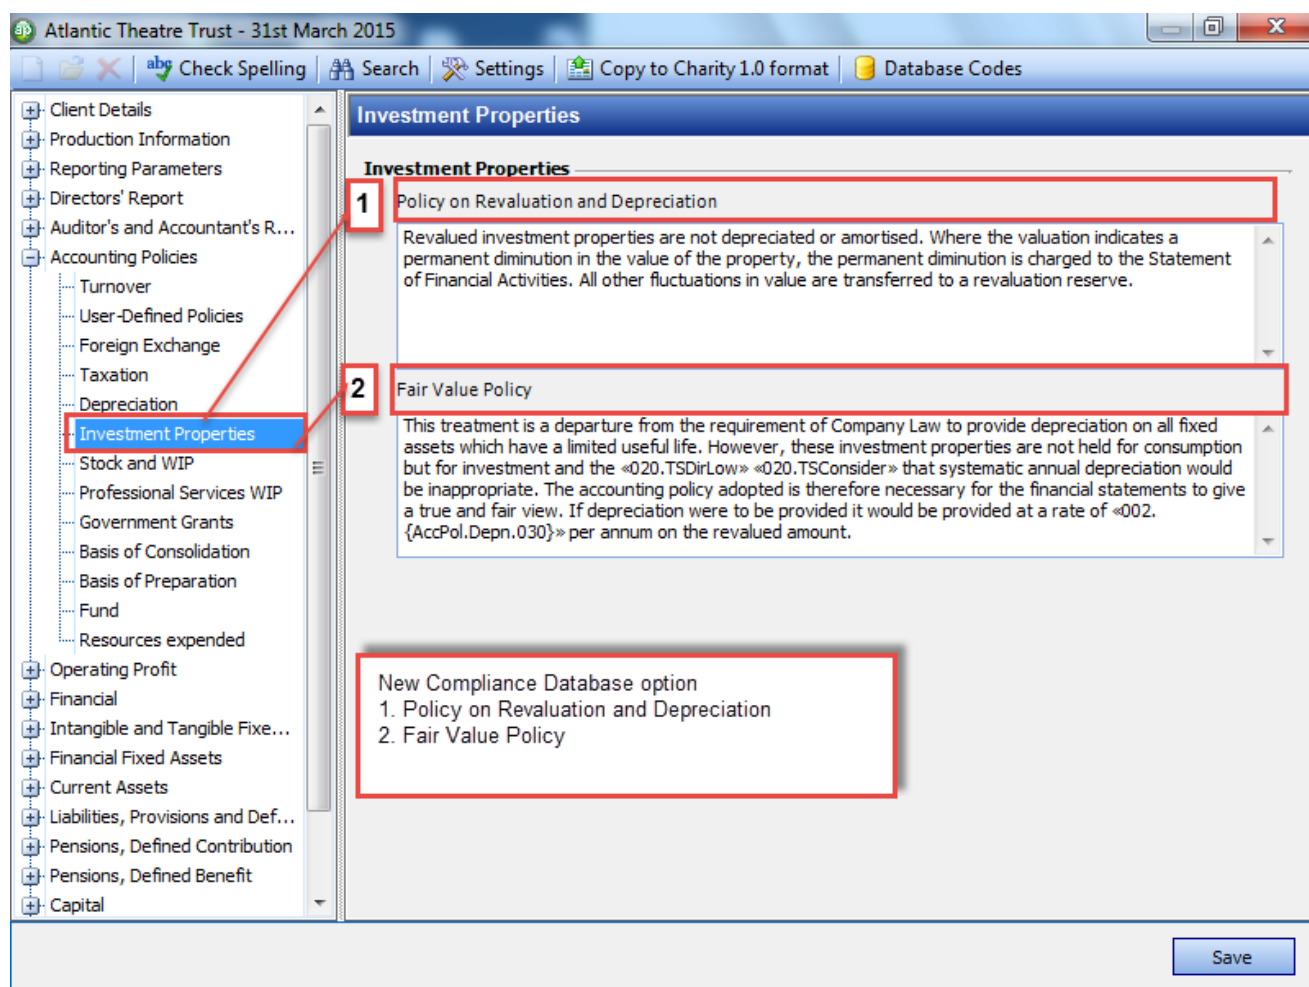 Atlantic Theatre Trust - 31st March 2015
abc Check Spelling Search Settings Copy to Charity 1.0 format Database Codes
Client Details
Production Information
Reporting Parameters
Directors' Report
Auditor's and Accountant's R...
Accounting Policies
Turnover
User-Defined Policies
Foreign Exchange
Taxation
Depreciation
Investment Properties
Stock and WIP
Professional Services WIP
Government Grants
Basis of Consolidation
Basis of Preparation
Fund
Resources expended
Operating Profit
Financial
Intangible and Tangible Fixe...
Financial Fixed Assets
Current Assets
Liabilities, Provisions and Def...
Pensions, Defined Contribution
Pensions, Defined Benefit
Capital
Investment Properties
Investment Properties
1
Policy on Revaluation and Depreciation
Revalued investment properties are not depreciated or amortised. Where the valuation indicates a
permanent diminution in the value of the property, the permanent diminution is charged to the Statement
of Financial Activities. All other fluctuations in value are transferred to a revaluation reserve.
2
Fair Value Policy
This treatment is a departure from the requirement of Company Law to provide depreciation on all fixed
assets which have a limited useful life. However, these investment properties are not held for consumption
but for investment and the «020.TSDirLow» «020.TSConsider» that systematic annual depreciation would
be inappropriate. The accounting policy adopted is therefore necessary for the financial statements to give
a true and fair view. If depreciation were to be provided it would be provided at a rate of «002.
{AccPol.Depn.030}» per annum on the revalued amount.
New Compliance Database option
1. Policy on Revaluation and Depreciation
2. Fair Value Policy
Save